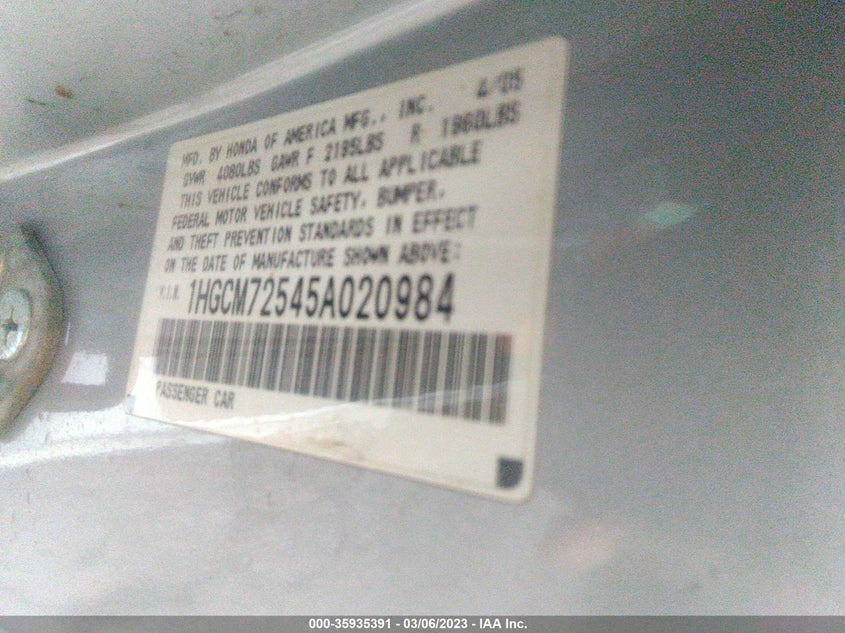 MFD. BY HONDA OF AMERICA MFG., INC. 4/05
GVWR 4080LBS GAWR F 2195LBS R 1880LBS
THIS VEHICLE CONFORMS TO ALL APPLICABLE
FEDERAL MOTOR VEHICLE SAFETY, BUMPER,
AND THEFT PREVENTION STANDARDS IN EFFECT
ON THE DATE OF MANUFACTURE SHOWN ABOVE:
V.I.N. 1HGCM72545A020984
PASSENGER CAR
000-35935391 - 03/06/2023 - IAA Inc.